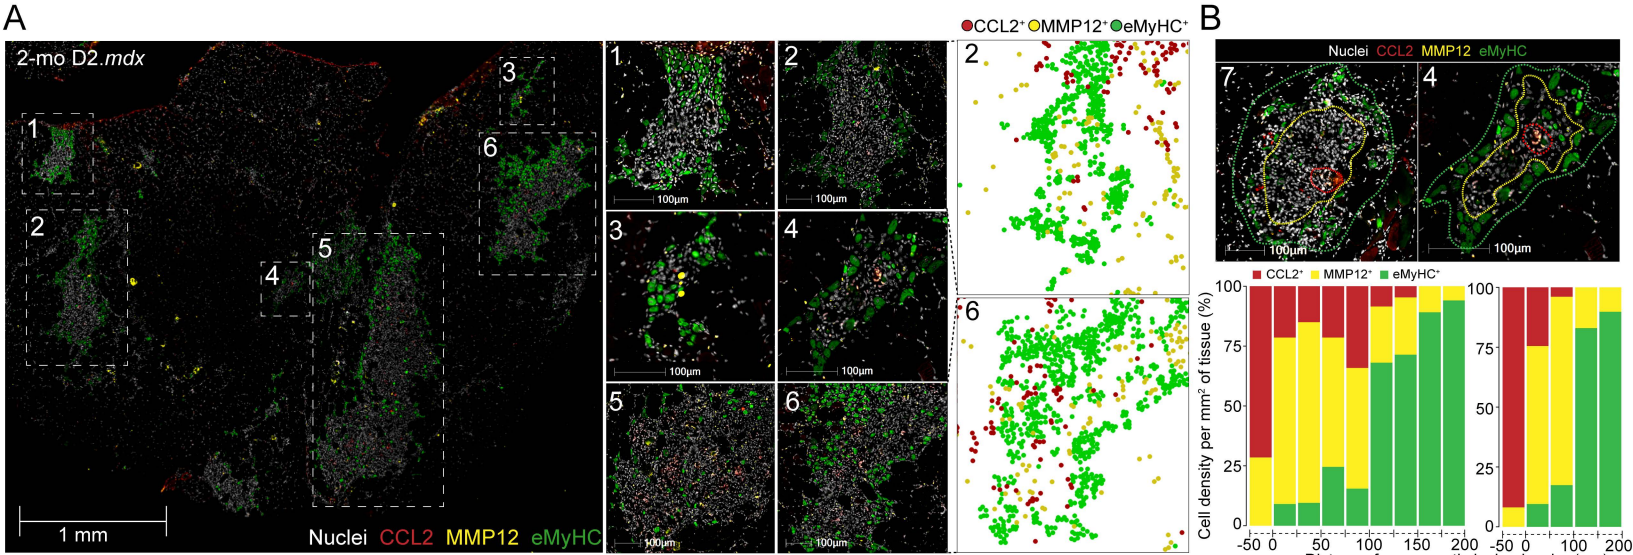 A
B
CCL2⁺ MMP12⁺ eMyHC⁺
2-mo D2.mdx
1
2
3
4
5
6
1 mm
Nuclei CCL2 MMP12 eMyHC
1
100µm
2
100µm
3
100µm
4
100µm
5
100µm
6
100µm
2
6
Nuclei CCL2 MMP12 eMyHC
7
100µm
4
100µm
CCL2⁺ MMP12⁺ eMyHC⁺
Cell density per mm² of tissue (%)
100
75
50
25
0
-50 0 50 100 150 200
100
75
50
25
0
-50 0 100 200